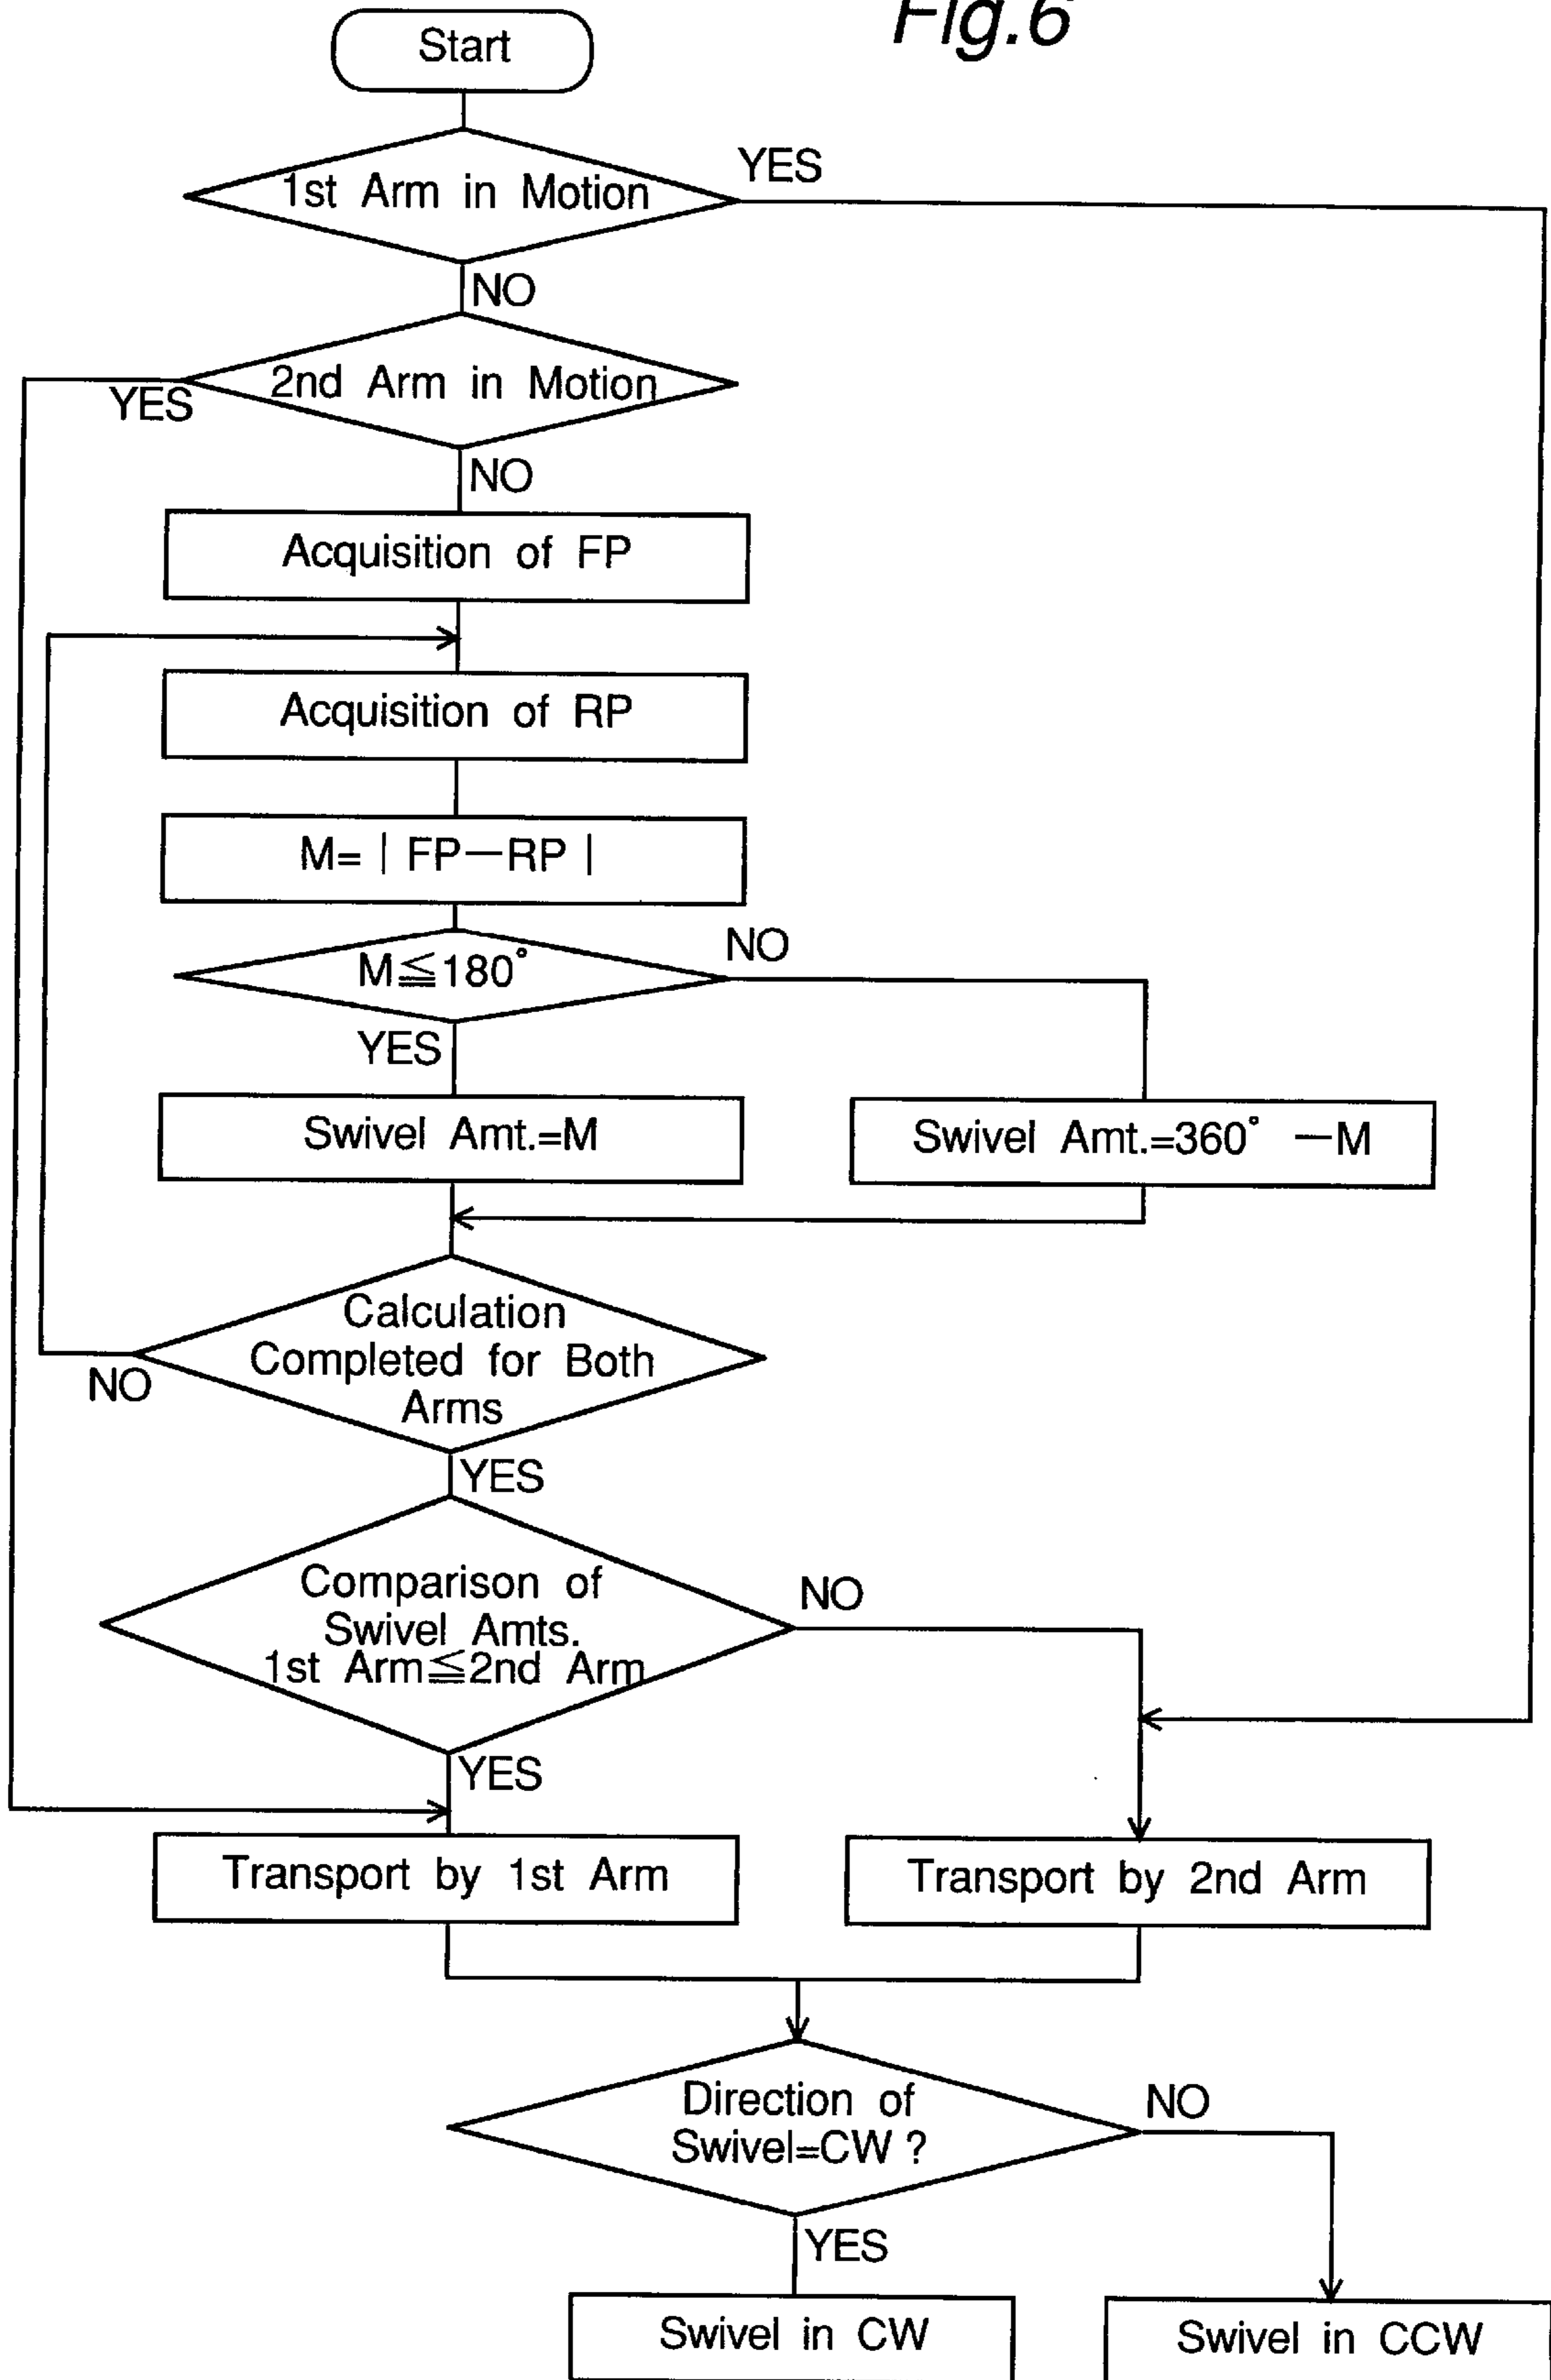 Fig.6
Start
1st Arm in Motion
YES
NO
2nd Arm in Motion
YES
NO
Acquisition of FP
Acquisition of RP
M= | FP—RP |
M≦180°
NO
YES
Swivel Amt.=M
Swivel Amt.=360° —M
Calculation
Completed for Both
Arms
NO
YES
Comparison of
Swivel Amts.
1st Arm≦2nd Arm
NO
YES
Transport by 1st Arm
Transport by 2nd Arm
Direction of
Swivel=CW ?
NO
YES
Swivel in CW
Swivel in CCW